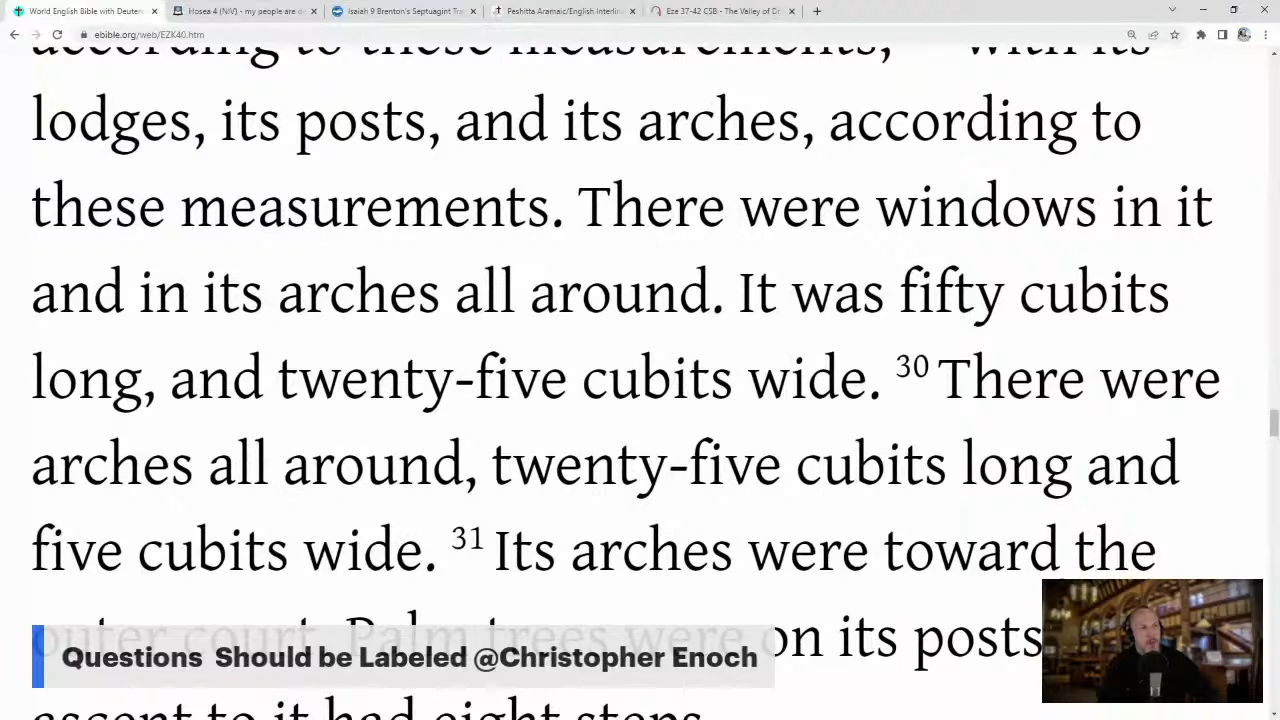 World English Bible with Deutero
Hosea 4 (NIV) - my people are de
Isaiah 9 Brenton's Septuagint Tra
Peshitta Aramaic/English Interlin
Eze 37-42 CSB - The Valley of Dr
ebible.org/web/EZK40.htm
according to these measurements, with its
lodges, its posts, and its arches, according to
these measurements. There were windows in it
and in its arches all around. It was fifty cubits
long, and twenty-five cubits wide. 30 There were
arches all around, twenty-five cubits long and
five cubits wide. 31 Its arches were toward the
outer court. Palm trees were on its posts
Questions Should be Labeled @Christopher Enoch
ascent to it had eight steps.